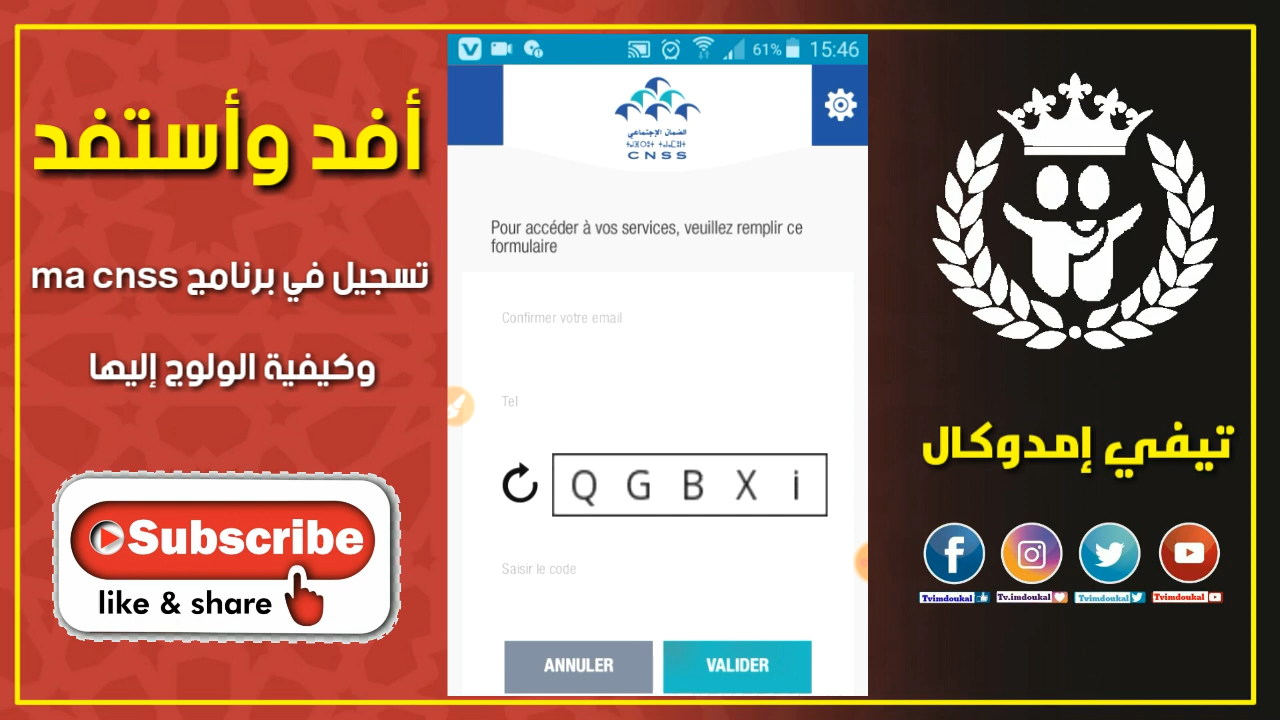 أفد وأستفد
تسجيل في برنامج ma cnss
وكيفية الولوج إليها
Subscribe
like & share
61% 15:46
الضمان الإجتماعي
CNSS
Pour accéder à vos services, veuillez remplir ce
formulaire
Confirmer votre email
Tel
Q G B X i
Saisir le code
ANNULER VALIDER
تيفي إمدوكال
Tvimdoukal Tv.imdoukal Tvimdoukal Tvimdoukal